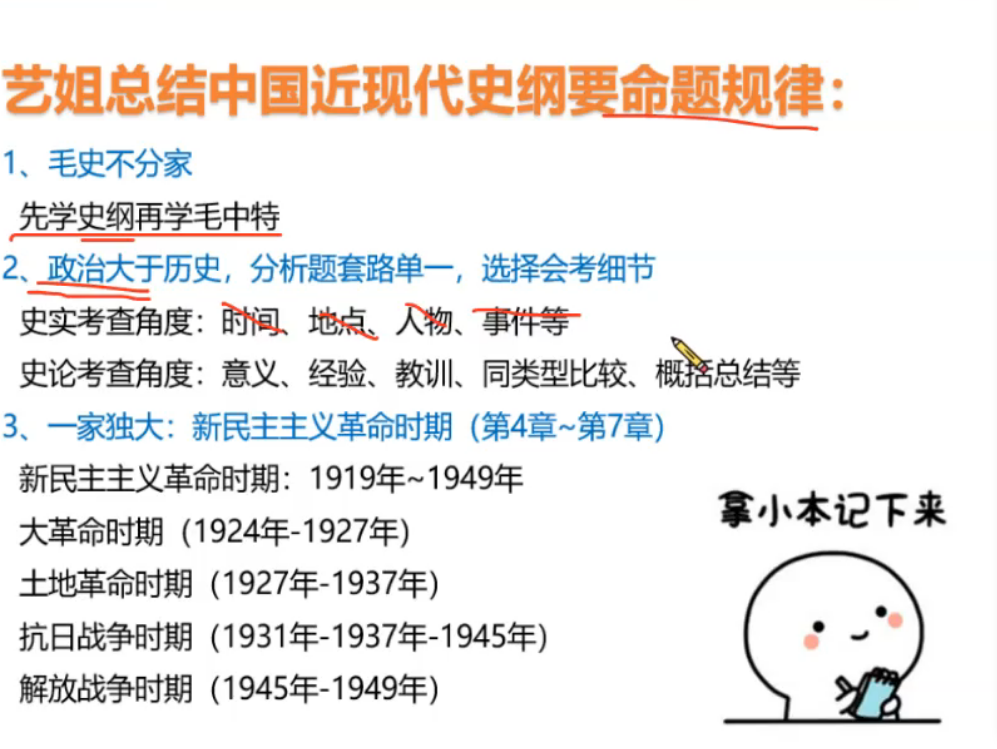 艺姐总结中国近现代史纲要命题规律：
1、毛史不分家
先学史纲再学毛中特
2、政治大于历史，分析题套路单一，选择会考细节
史实考查角度：时间、地点、人物、事件等
史论考查角度：意义、经验、教训、同类型比较、概括总结等
3、一家独大：新民主主义革命时期（第4章~第7章）
新民主主义革命时期：1919年~1949年
大革命时期（1924年-1927年）
土地革命时期（1927年-1937年）
抗日战争时期（1931年-1937年-1945年）
解放战争时期（1945年-1949年）
拿小本记下来